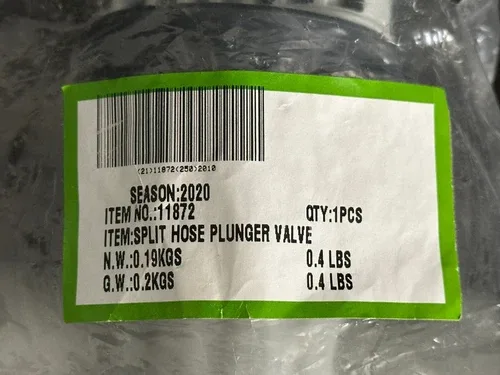 (21)11872(250)2010
SEASON:2020
ITEM NO.:11872 QTY:1PCS
ITEM:SPLIT HOSE PLUNGER VALVE
N.W.:0.19KGS 0.4 LBS
G.W.:0.2KGS 0.4 LBS